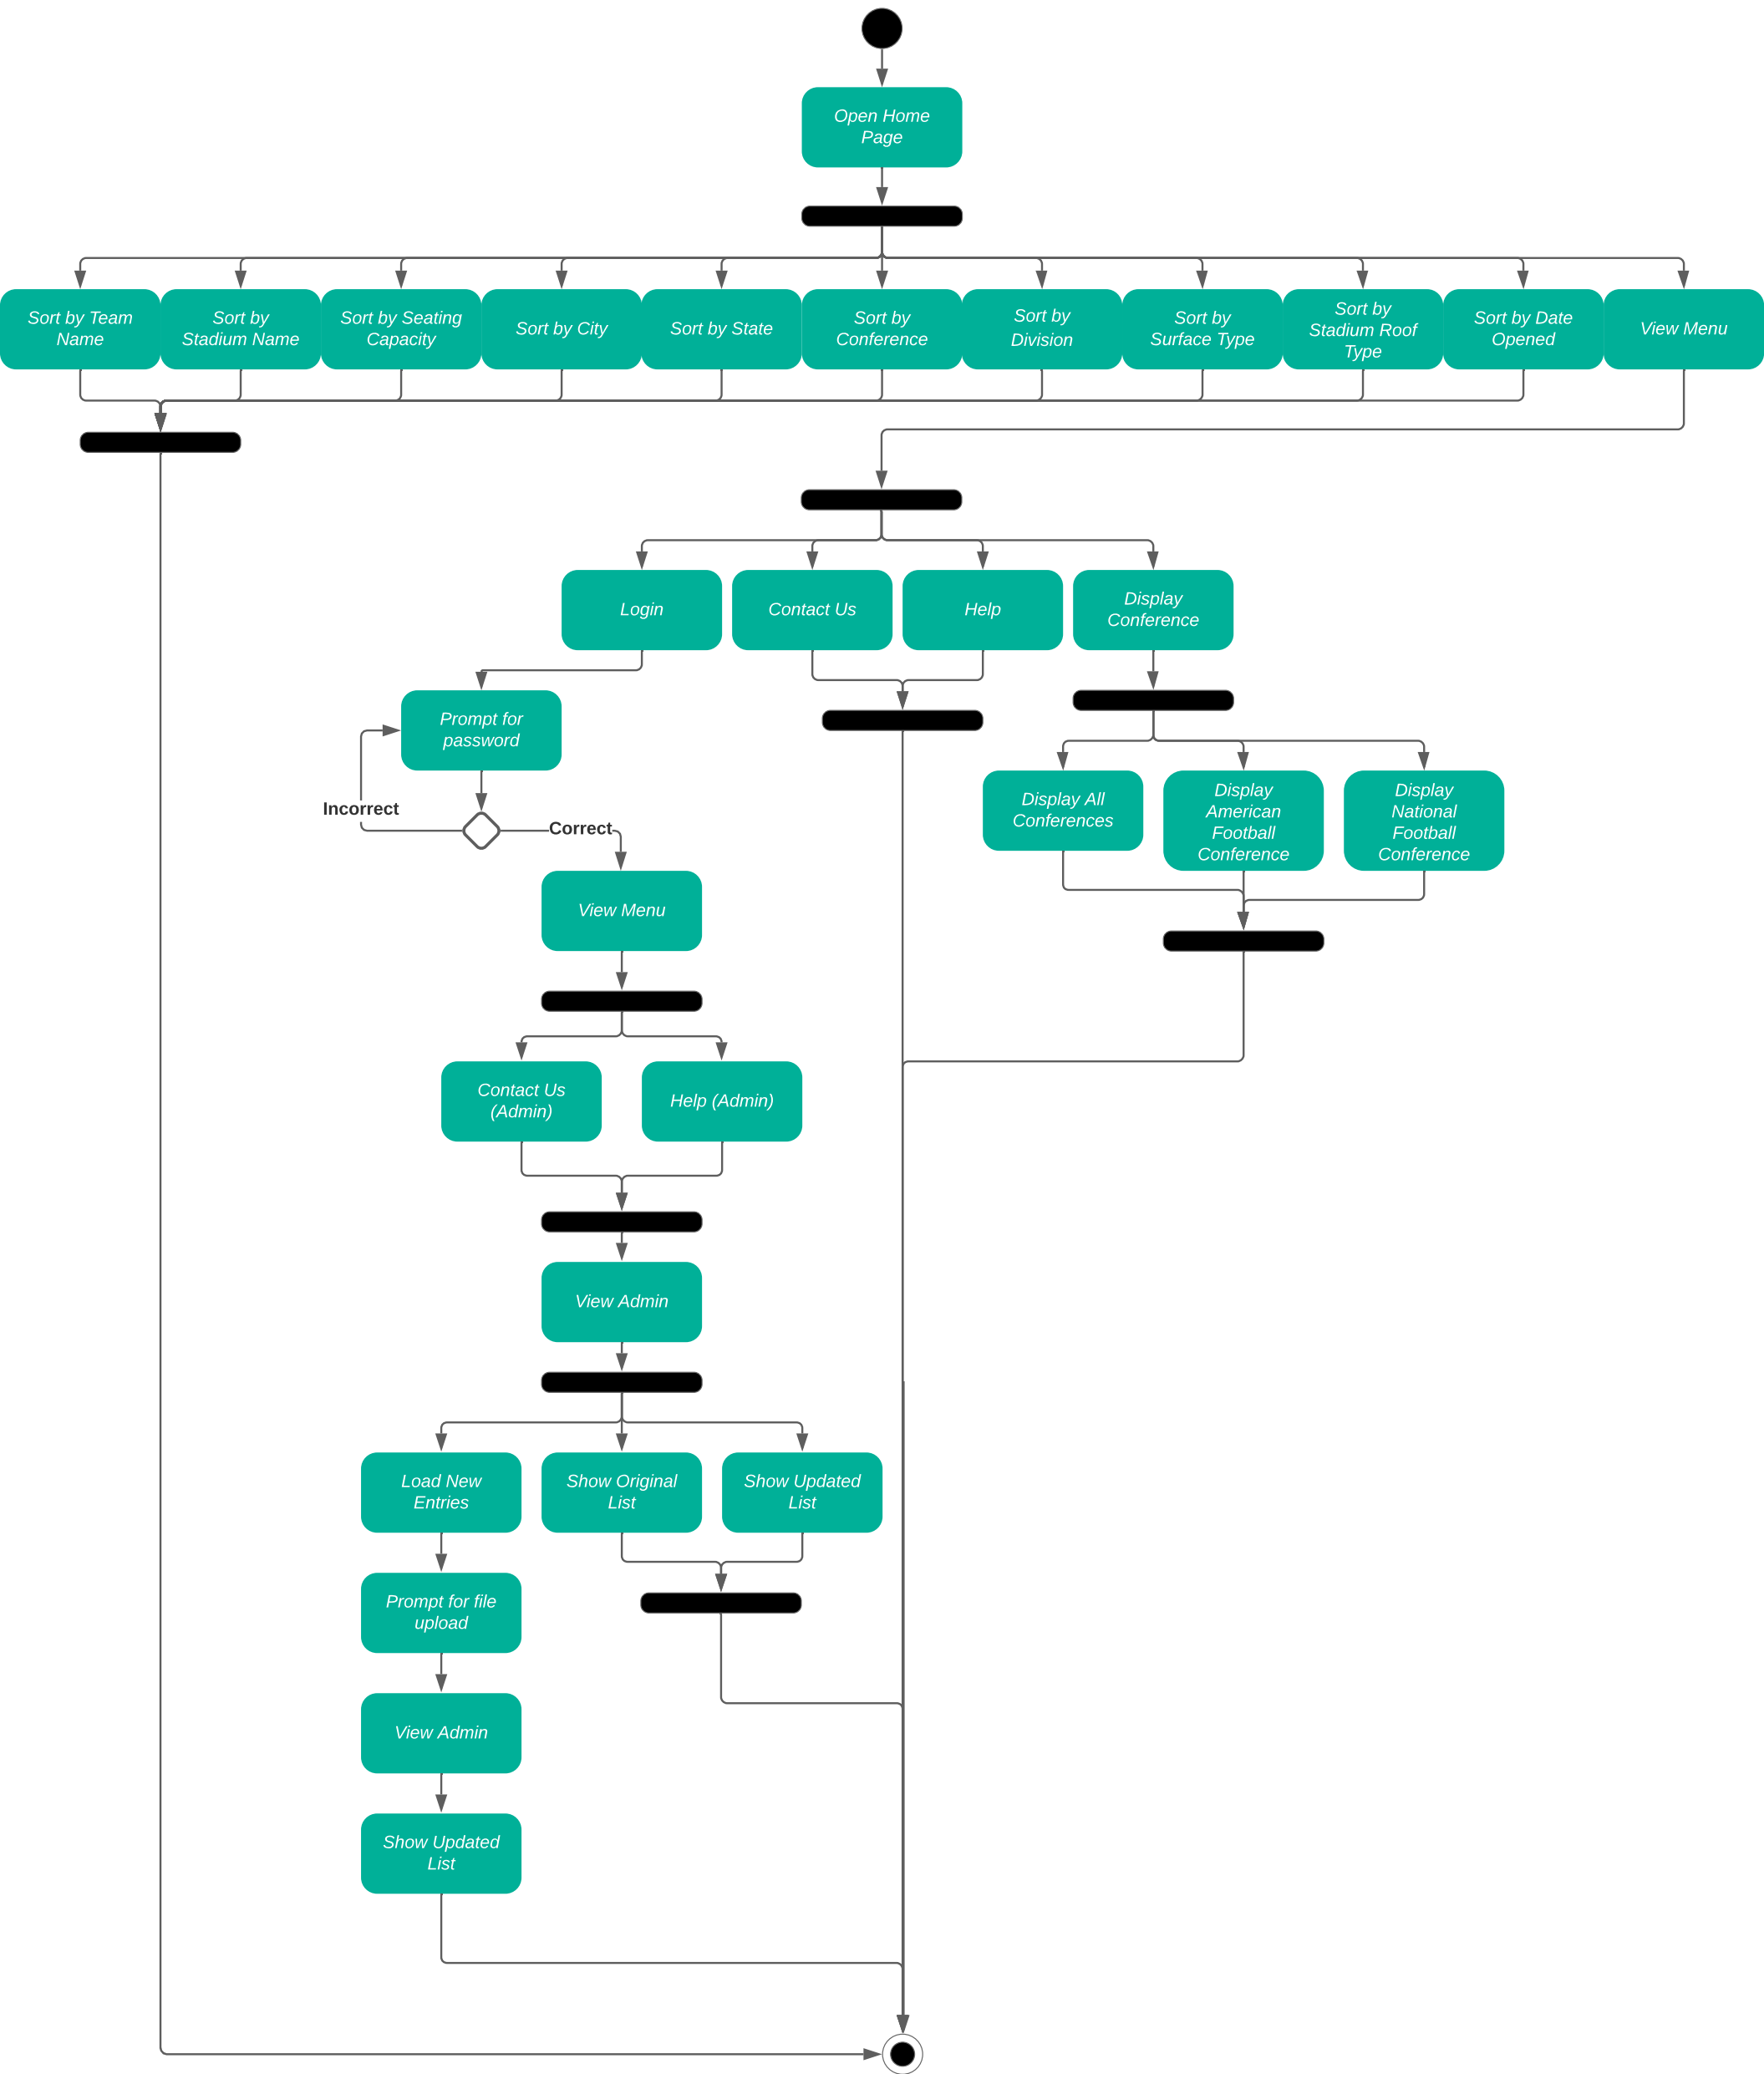 Open Home
Page
Sort by Team
Name
Sort by
Stadium Name
Sort by Seating
Capacity
Sort by City
Sort by State
Sort by
Conference
Sort by
Division
Sort by
Surface Type
Sort by
Stadium Roof
Type
Sort by Date
Opened
View Menu
Login
Contact Us
Help
Display
Conference
Prompt for
password
Incorrect
Correct
Display All
Conferences
Display
American
Football
Conference
Display
National
Football
Conference
View Menu
Contact Us
(Admin)
Help (Admin)
View Admin
Load New
Entries
Show Original
List
Show Updated
List
Prompt for file
upload
View Admin
Show Updated
List